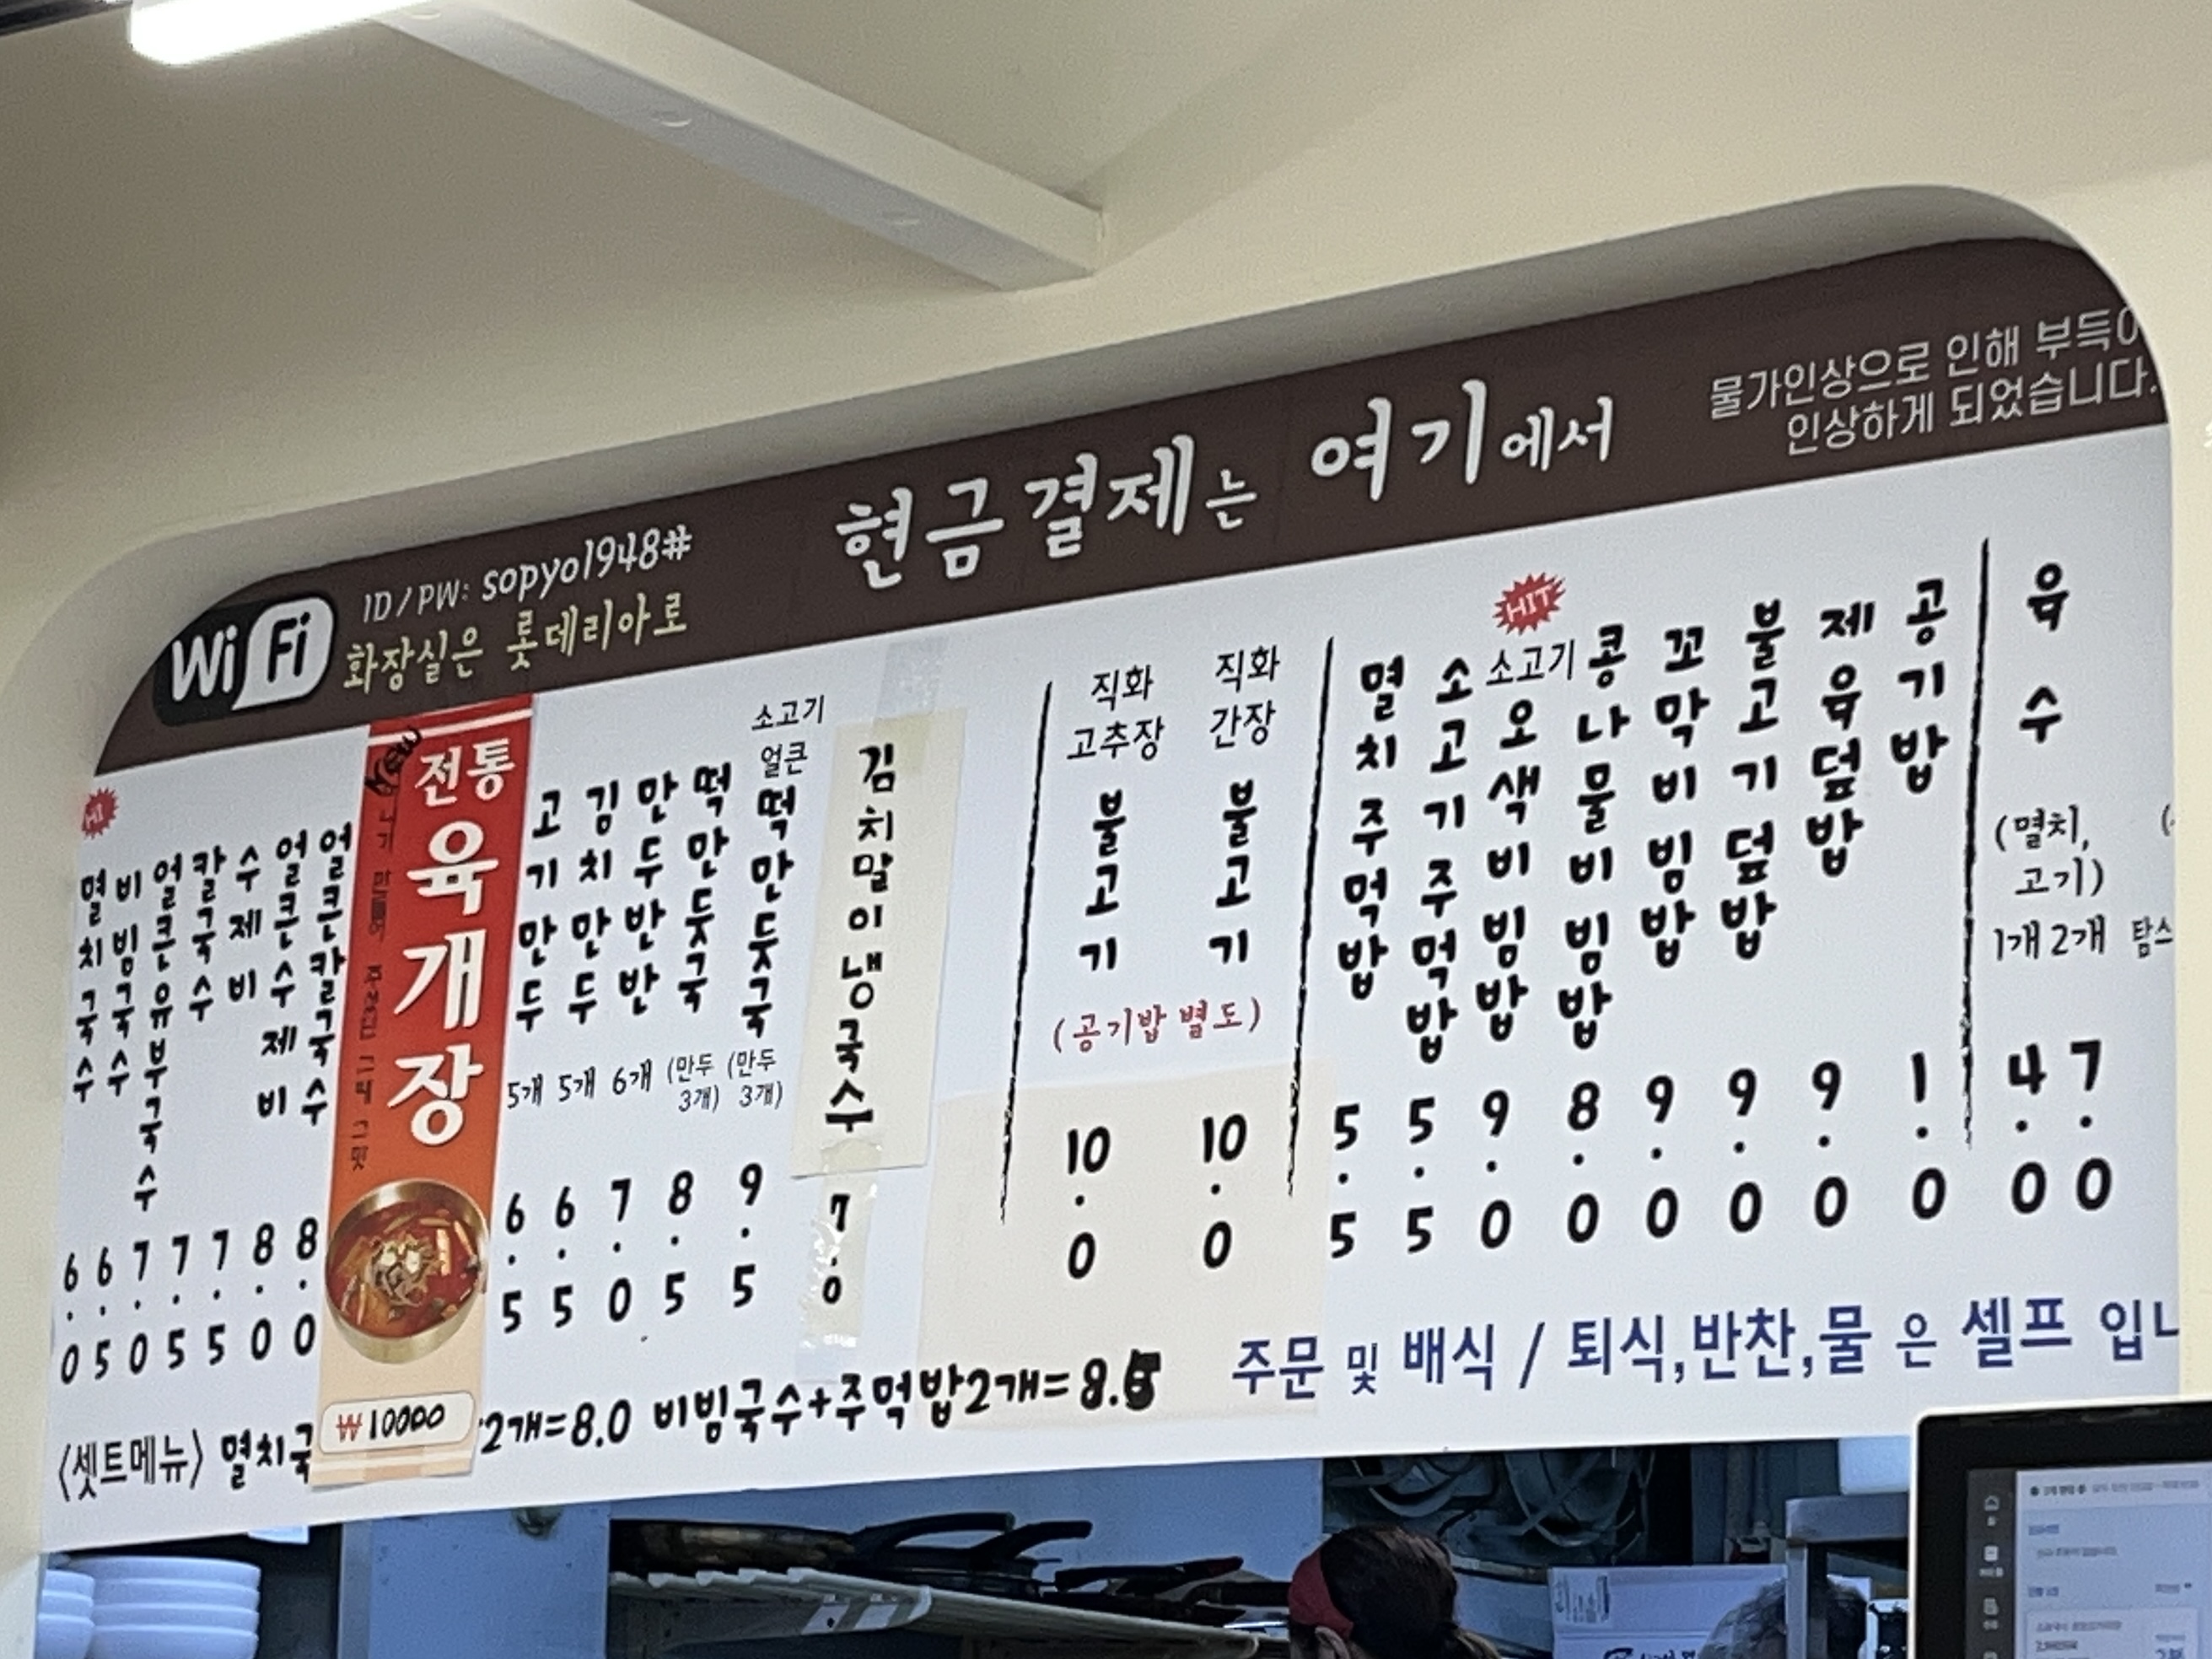 WiFi
ID/PW: sopyo1948#
화장실은 롯데리아로
현금결제는 여기에서
물가인상으로 인해
인상하게 되었습니다.
멸치국수 6.0
비빔국수 6.5
얼큰유부국수 7.0
칼국수 7.5
수제비 7.5
얼큰수제비 8.0
얼큰칼국수 8.0
New
전통
육개장
₩10000
고기만두 5개 6.5
김치만두 5개 6.5
만두반반 6개 7.0
떡만둣국 (만두 3개) 8.5
소고기 얼큰 떡만둣국 (만두 3개) 9.5
김치말이냉국수 7.0
직화 고추장 불고기 10.0
직화 간장 불고기 10.0
(공기밥 별도)
멸치주먹밥 5.5
소고기주먹밥 5.5
HIT
소고기 오색비빔밥 9.0
콩나물비빔밥 8.0
꼬막비빔밥 9.0
불고기덮밥 9.0
제육덮밥 9.0
공기밥 1.0
육수
(멸치, 고기)
1개 2개
4.0 7.0
<셋트메뉴> 멸치국 2개=8.0 비빔국수+주먹밥2개=
주문 및 배식 / 퇴식,반찬,물 은 셀프